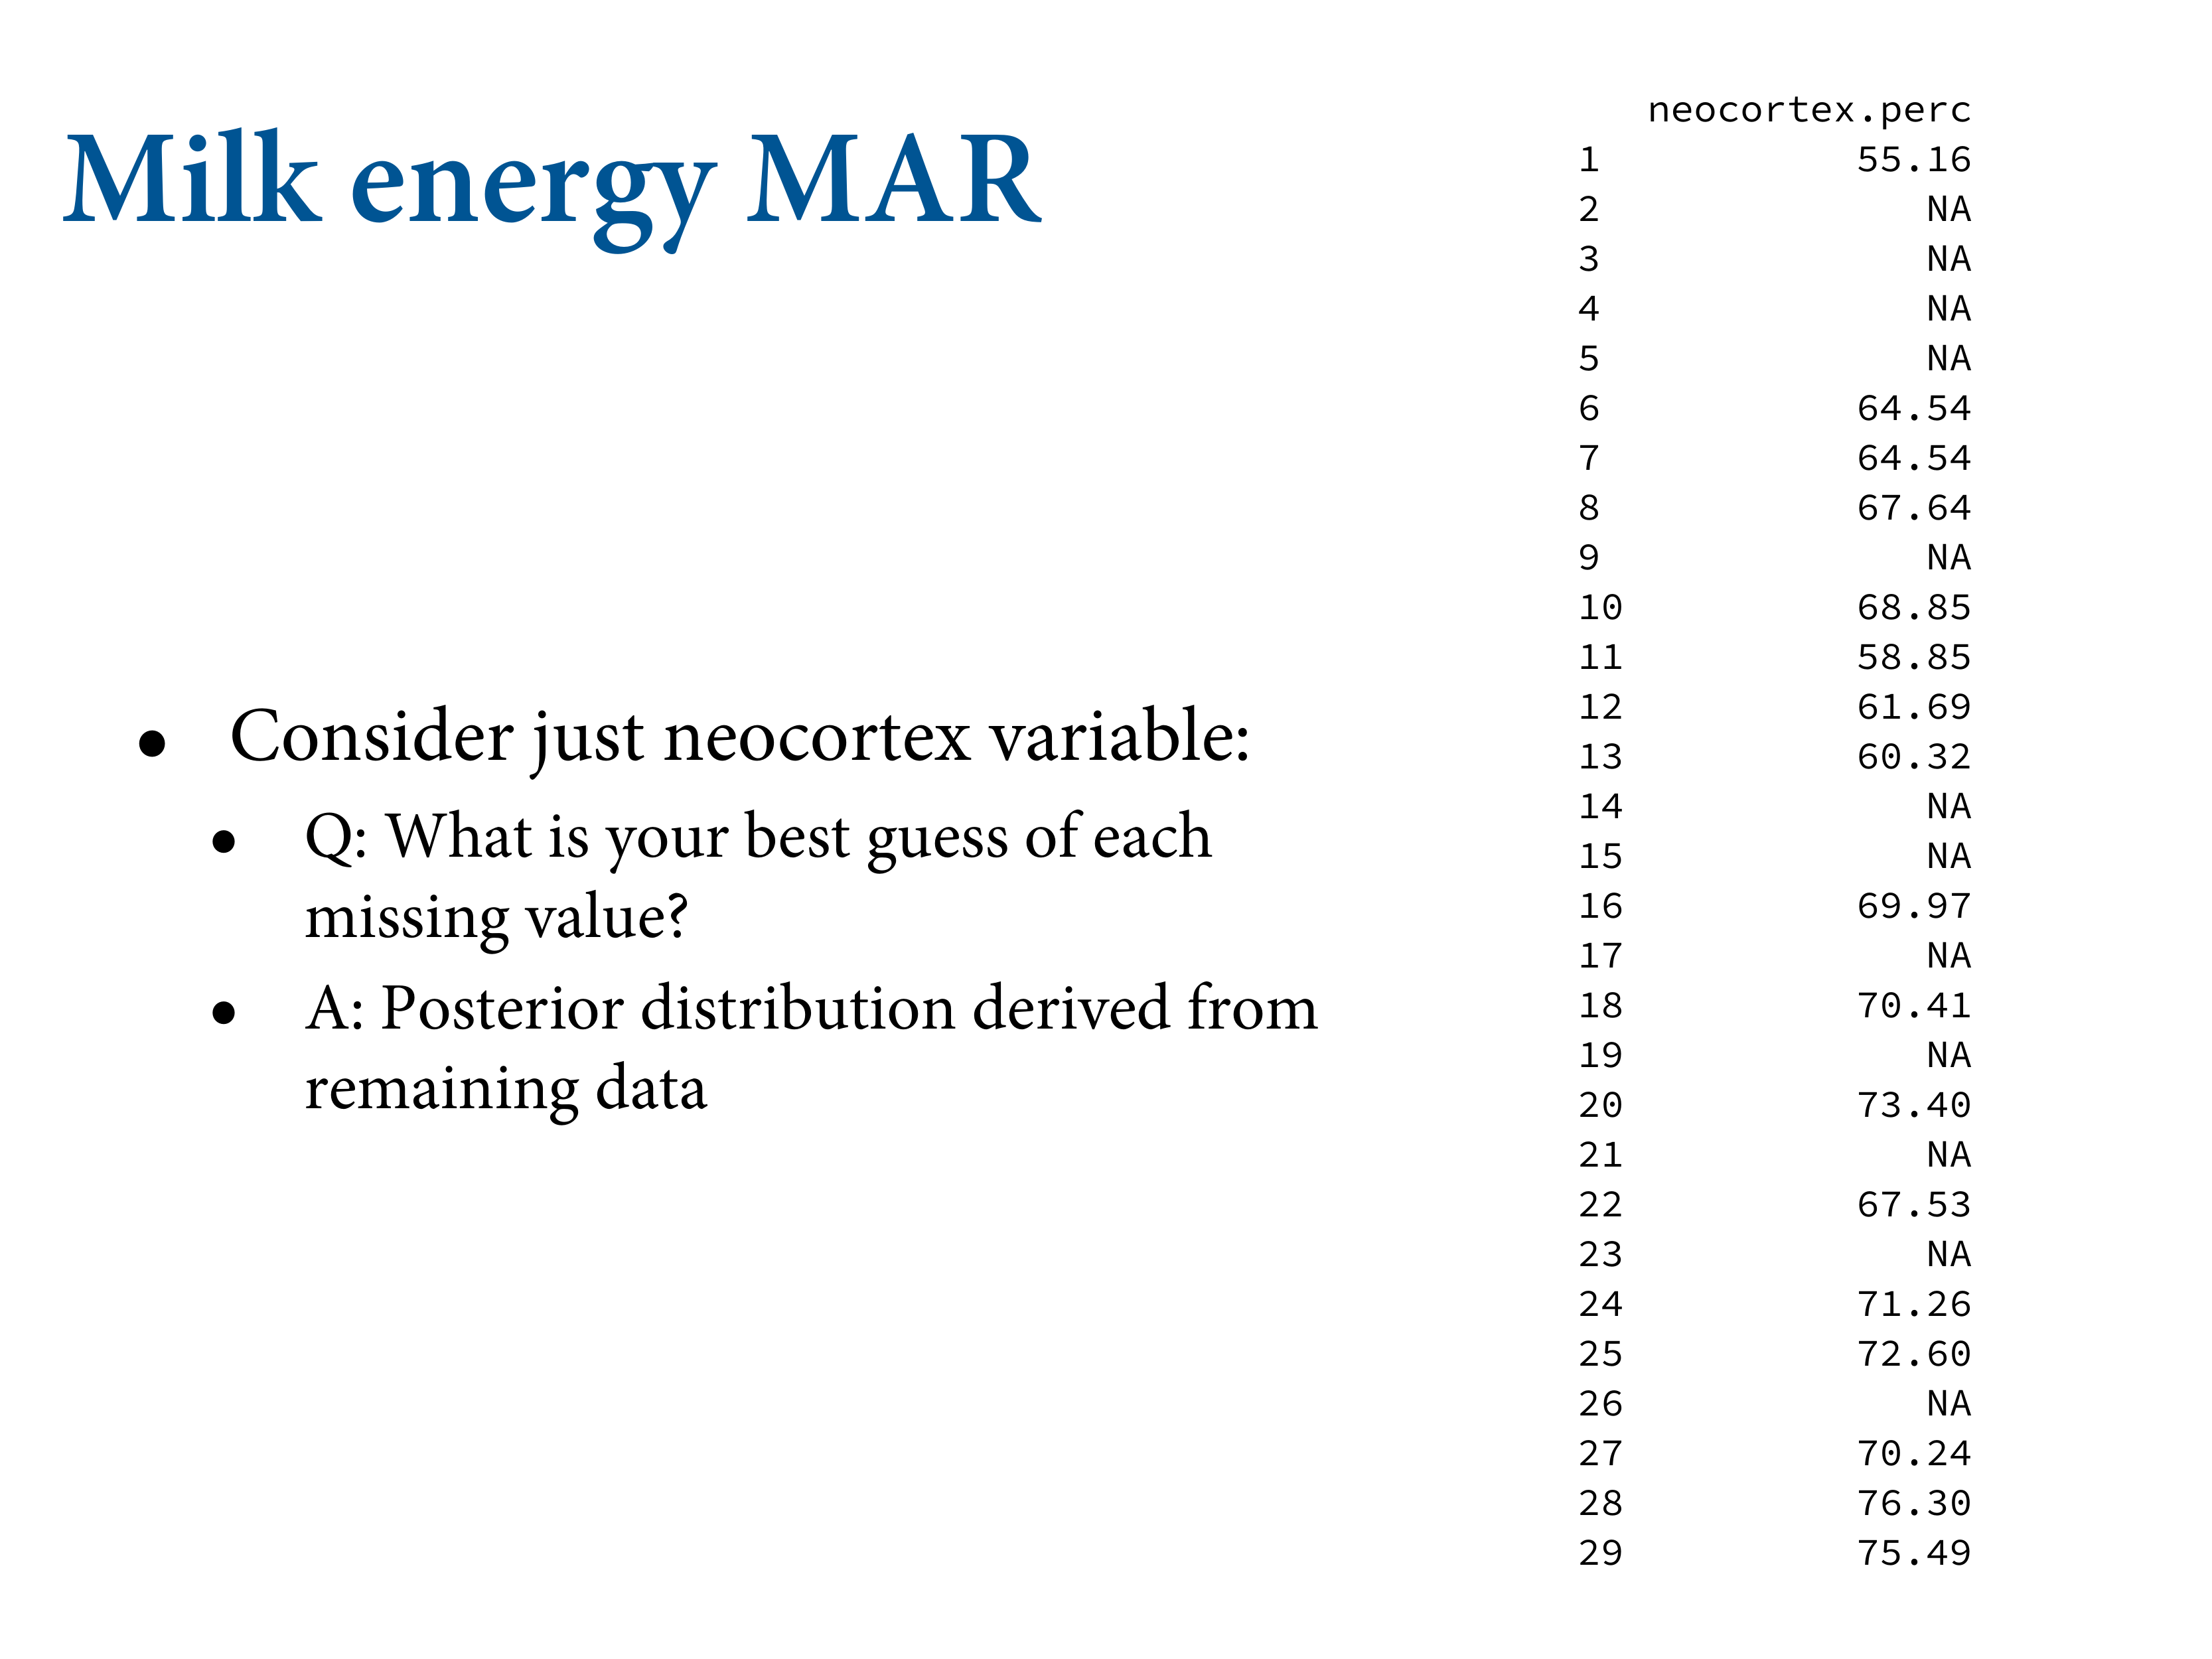 Milk energy MAR
• Consider just neocortex variable:
• Q: What is your best guess of each
missing value?
• A: Posterior distribution derived from
remaining data
neocortex.perc
1 55.16
2 NA
3 NA
4 NA
5 NA
6 64.54
7 64.54
8 67.64
9 NA
10 68.85
11 58.85
12 61.69
13 60.32
14 NA
15 NA
16 69.97
17 NA
18 70.41
19 NA
20 73.40
21 NA
22 67.53
23 NA
24 71.26
25 72.60
26 NA
27 70.24
28 76.30
29 75.49